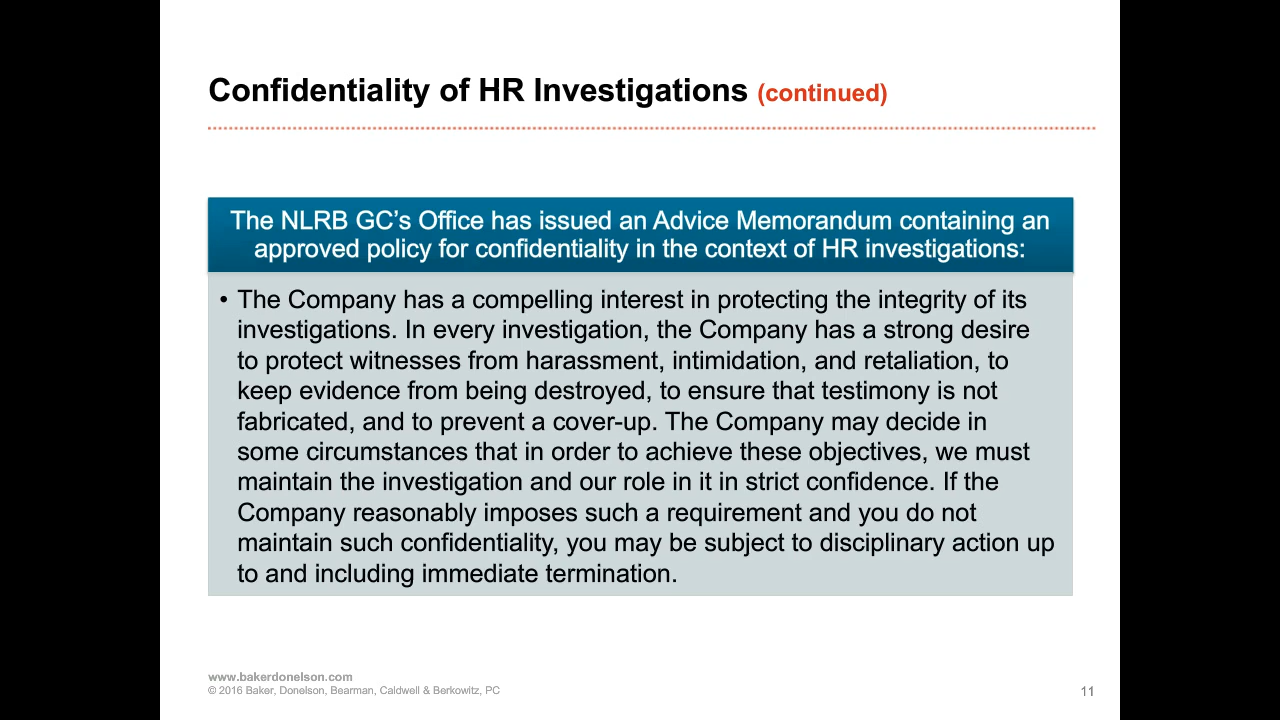 Confidentiality of HR Investigations (continued)
The NLRB GC’s Office has issued an Advice Memorandum containing an
approved policy for confidentiality in the context of HR investigations:
• The Company has a compelling interest in protecting the integrity of its
investigations. In every investigation, the Company has a strong desire
to protect witnesses from harassment, intimidation, and retaliation, to
keep evidence from being destroyed, to ensure that testimony is not
fabricated, and to prevent a cover-up. The Company may decide in
some circumstances that in order to achieve these objectives, we must
maintain the investigation and our role in it in strict confidence. If the
Company reasonably imposes such a requirement and you do not
maintain such confidentiality, you may be subject to disciplinary action up
to and including immediate termination.
www.bakerdonelson.com
© 2016 Baker, Donelson, Bearman, Caldwell & Berkowitz, PC
11